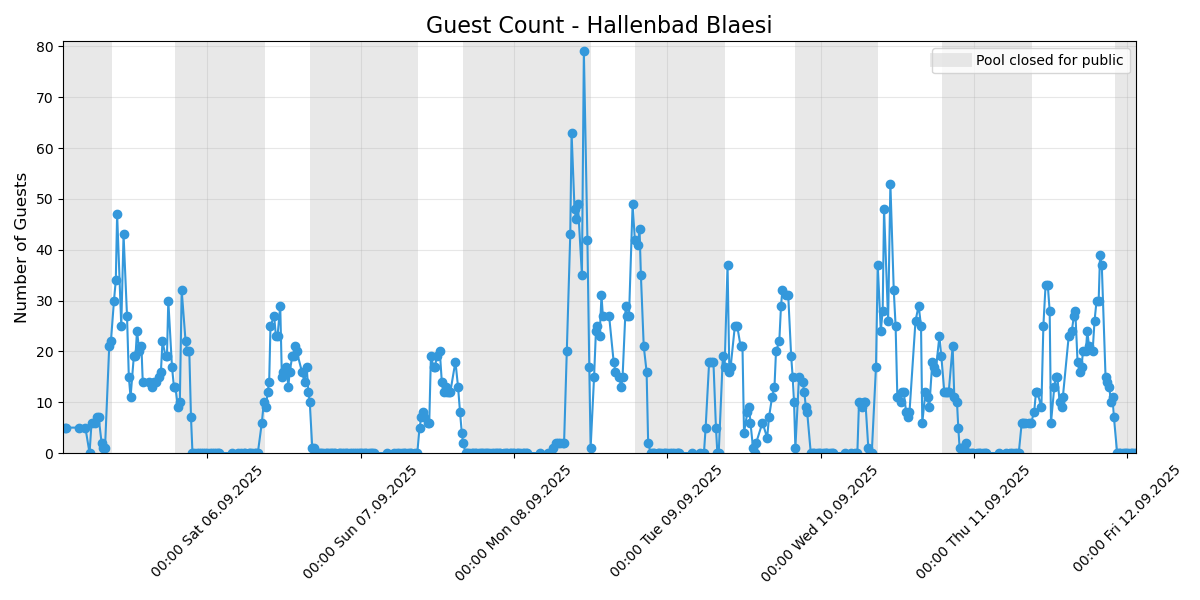 Guest Count - Hallenbad Blaesi
Pool closed for public
Number of Guests
80
70
60
50
40
30
20
10
0
00:00 Sat 06.09.2025
00:00 Sun 07.09.2025
00:00 Mon 08.09.2025
00:00 Tue 09.09.2025
00:00 Wed 10.09.2025
00:00 Thu 11.09.2025
00:00 Fri 12.09.2025